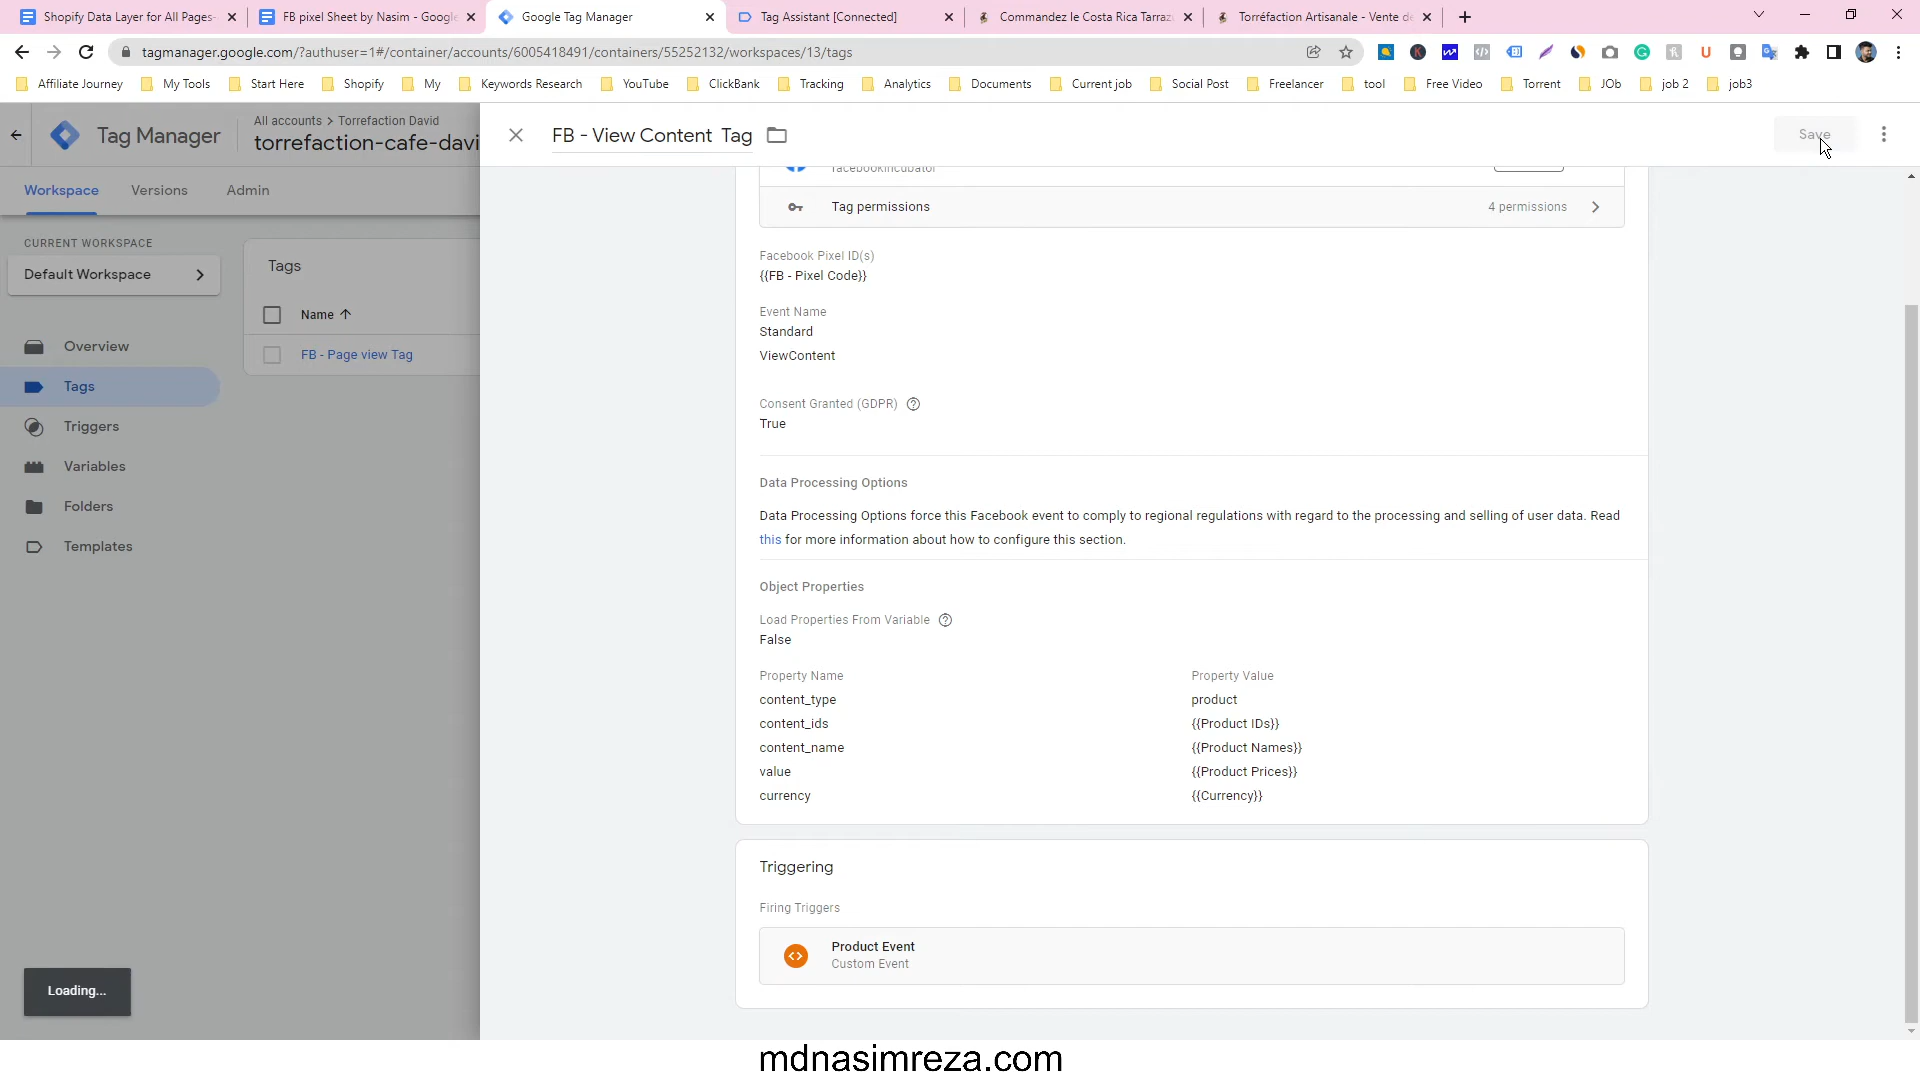 Shopify Data Layer for All Pages-
FB pixel Sheet by Nasim - Google
Google Tag Manager
Tag Assistant [Connected]
Commandez le Costa Rica Tarraz
Torréfaction Artisanale - Vente de
tagmanager.google.com/?authuser=1#/container/accounts/6005418491/containers/55252132/workspaces/13/tags
Affiliate Journey
My Tools
Start Here
Shopify
My
Keywords Research
YouTube
ClickBank
Tracking
Analytics
Documents
Current job
Social Post
Freelancer
tool
Free Video
Torrent
JOb
job 2
job3
Tag Manager
All accounts > Torrefaction David
torrefaction-cafe-davi
FB - View Content Tag
Save
Workspace
Versions
Admin
CURRENT WORKSPACE
Default Workspace
Overview
Tags
Triggers
Variables
Folders
Templates
Tags
Name
FB - Page view Tag
facebookincubator
Tag permissions
4 permissions
Facebook Pixel ID(s)
{{FB - Pixel Code}}
Event Name
Standard
ViewContent
Consent Granted (GDPR)
True
Data Processing Options
Data Processing Options force this Facebook event to comply to regional regulations with regard to the processing and selling of user data. Read
this for more information about how to configure this section.
Object Properties
Load Properties From Variable
False
Property Name
Property Value
content_type
product
content_ids
{{Product IDs}}
content_name
{{Product Names}}
value
{{Product Prices}}
currency
{{Currency}}
Triggering
Firing Triggers
Product Event
Custom Event
Loading...
mdnasimreza.com